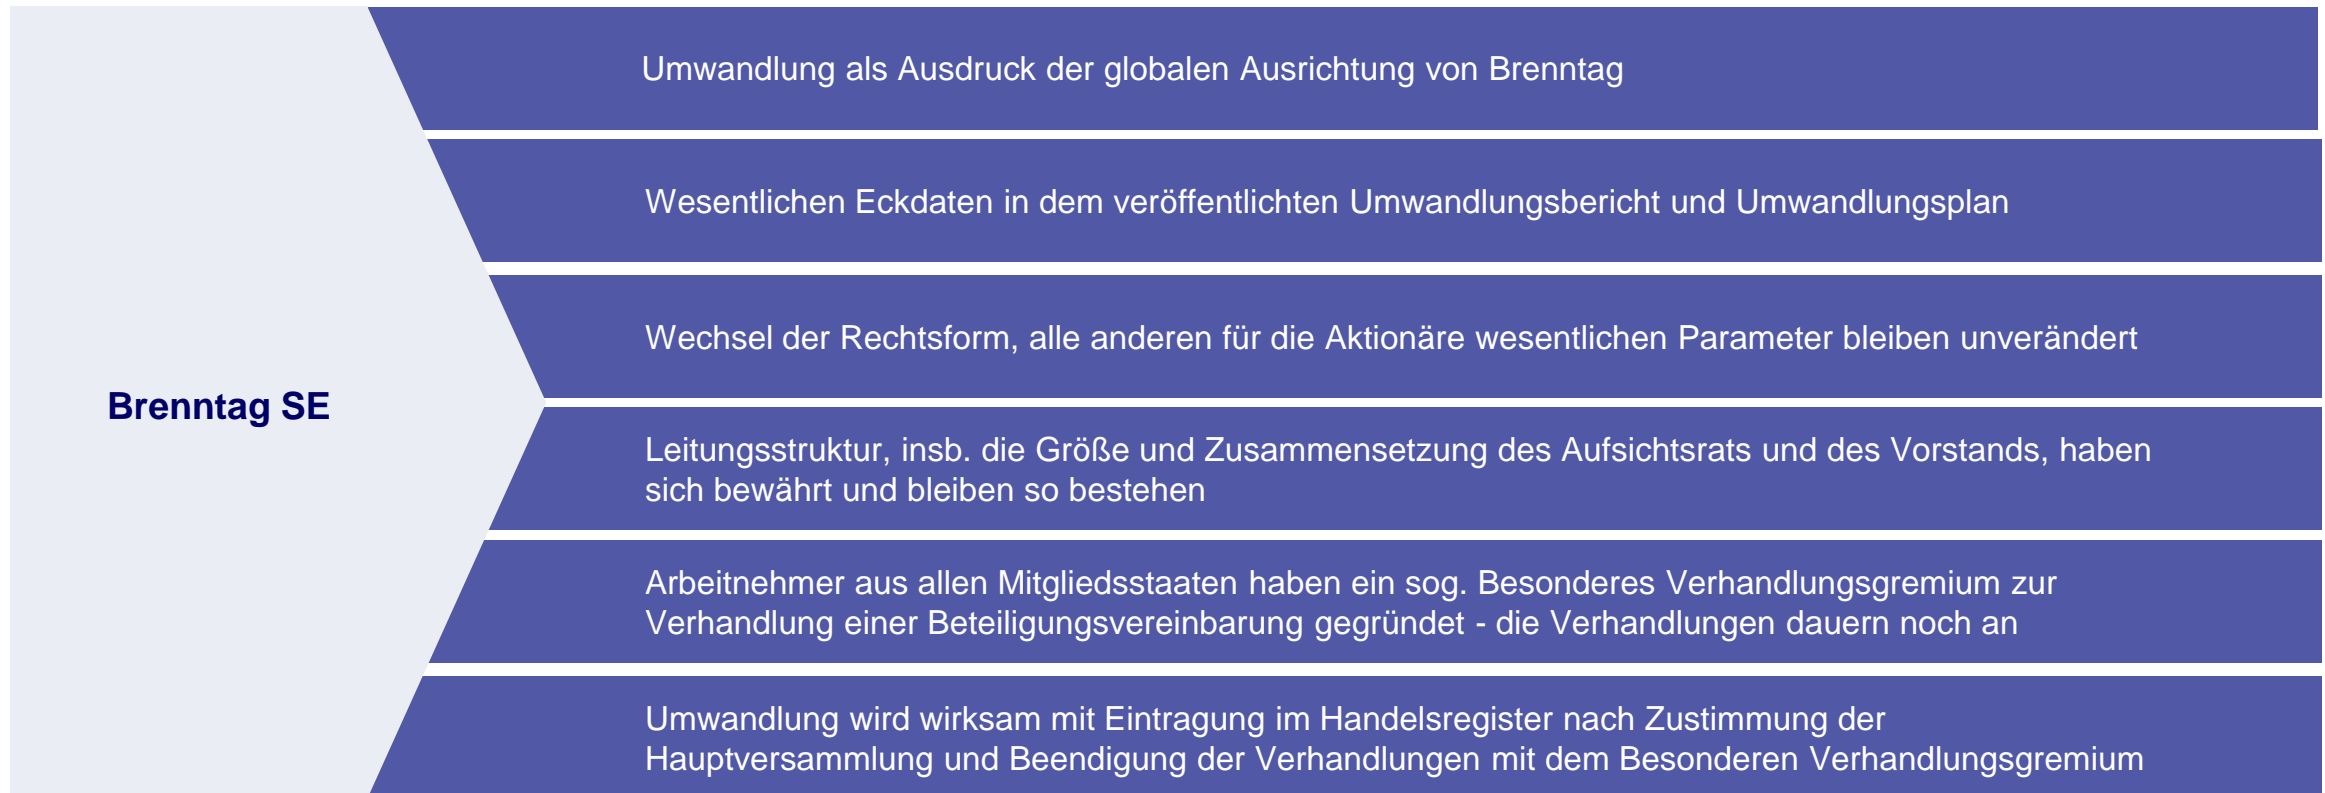 Brenntag SE
Umwandlung als Ausdruck der globalen Ausrichtung von Brenntag
Wesentlichen Eckdaten in dem veröffentlichten Umwandlungsbericht und Umwandlungsplan
Wechsel der Rechtsform, alle anderen für die Aktionäre wesentlichen Parameter bleiben unverändert
Leitungsstruktur, insb. die Größe und Zusammensetzung des Aufsichtsrats und des Vorstands, haben
sich bewährt und bleiben so bestehen
Arbeitnehmer aus allen Mitgliedsstaaten haben ein sog. Besonderes Verhandlungsgremium zur
Verhandlung einer Beteiligungsvereinbarung gegründet - die Verhandlungen dauern noch an
Umwandlung wird wirksam mit Eintragung im Handelsregister nach Zustimmung der
Hauptversammlung und Beendigung der Verhandlungen mit dem Besonderen Verhandlungsgremium